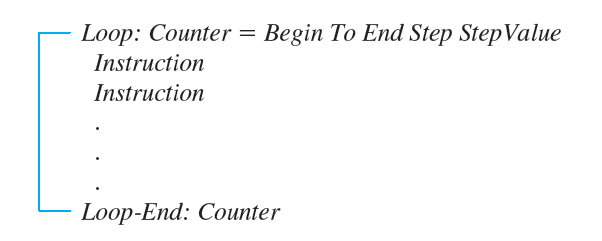 Loop: Counter = Begin To End Step StepValue
Instruction
Instruction
.
.
.
Loop-End: Counter